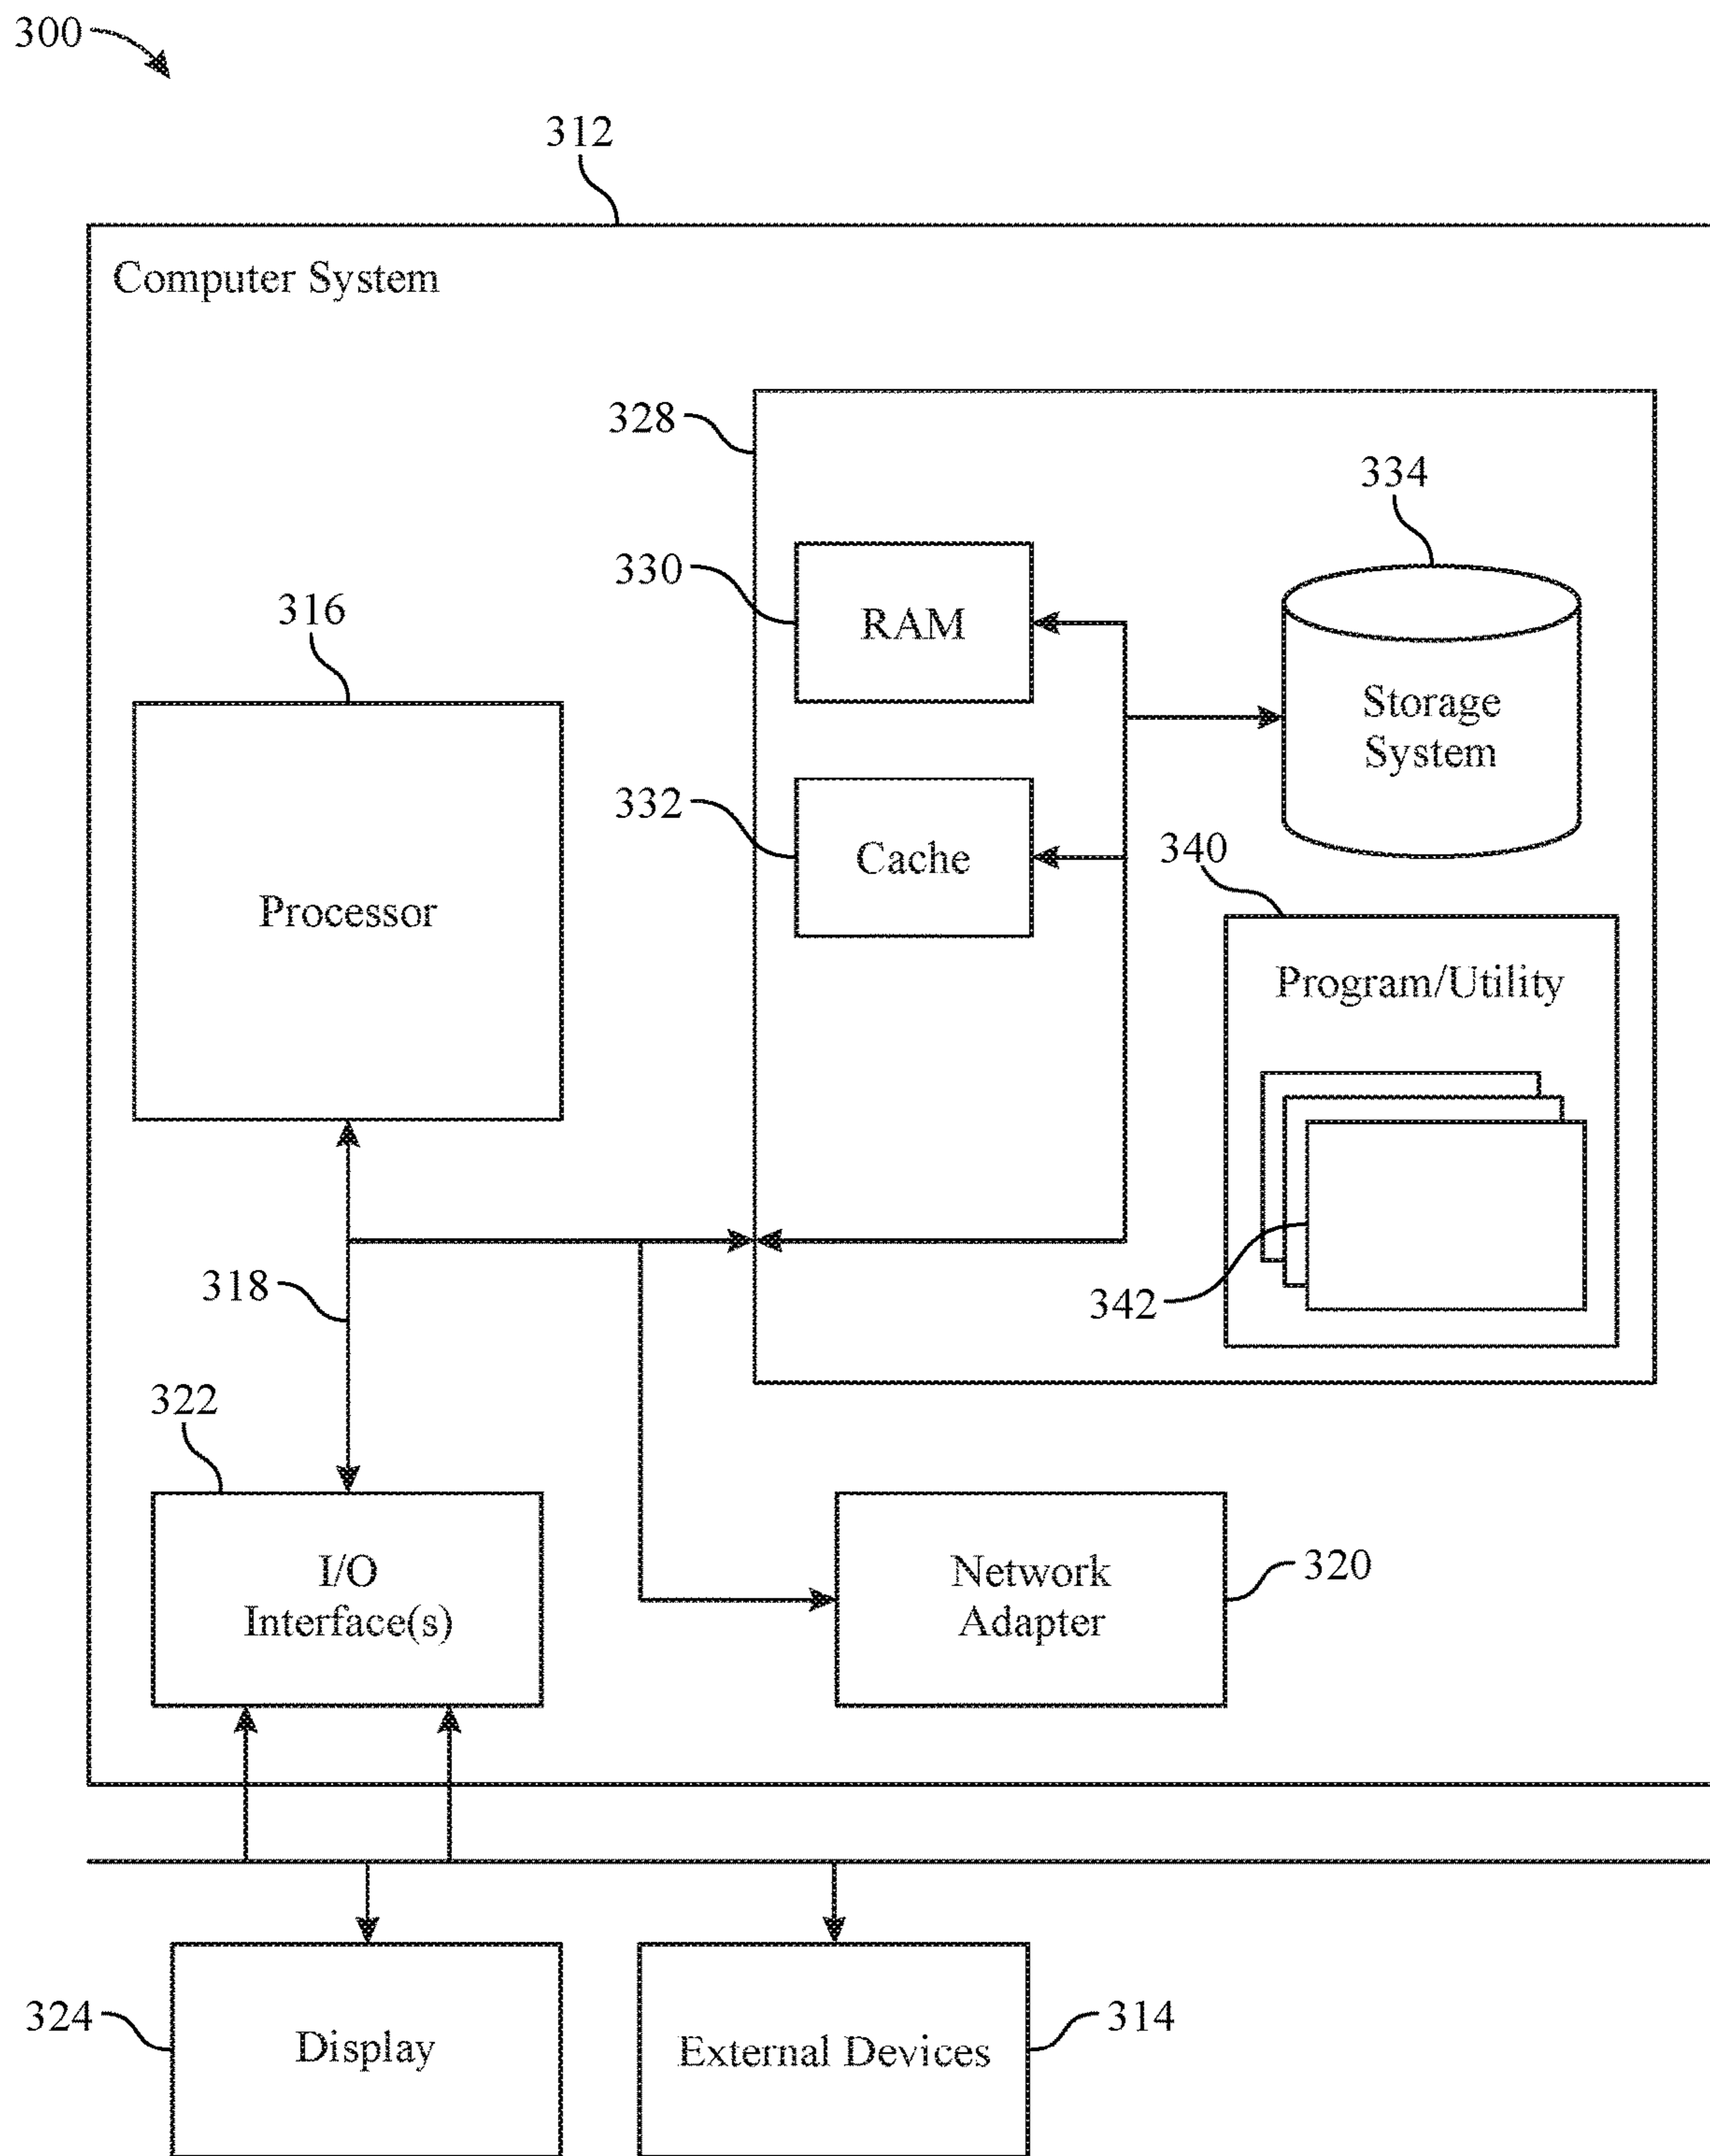 300
312
Computer System
328
334
330
RAM
316
Storage
System
332
Cache
340
Processor
Program/Utility
318
342
322
I/O
Interface(s)
Network
Adapter
320
324
Display
External Devices
314